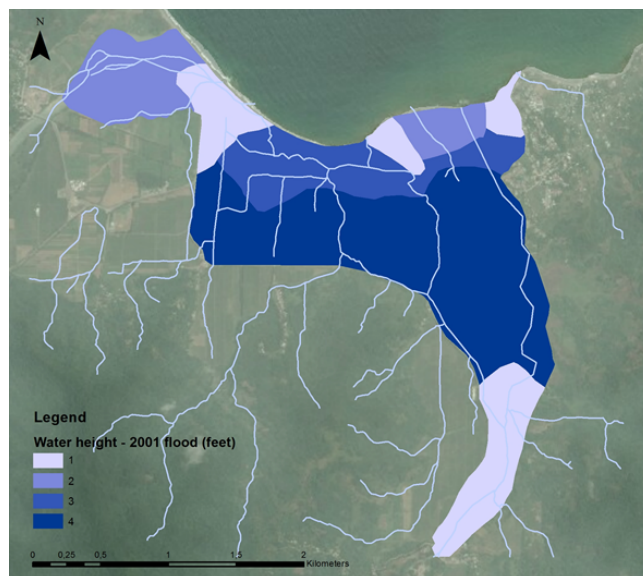 N
Legend
Water height - 2001 flood (feet)
1
2
3
4
0 0,25 0,5 1 1,5 2
Kilometers